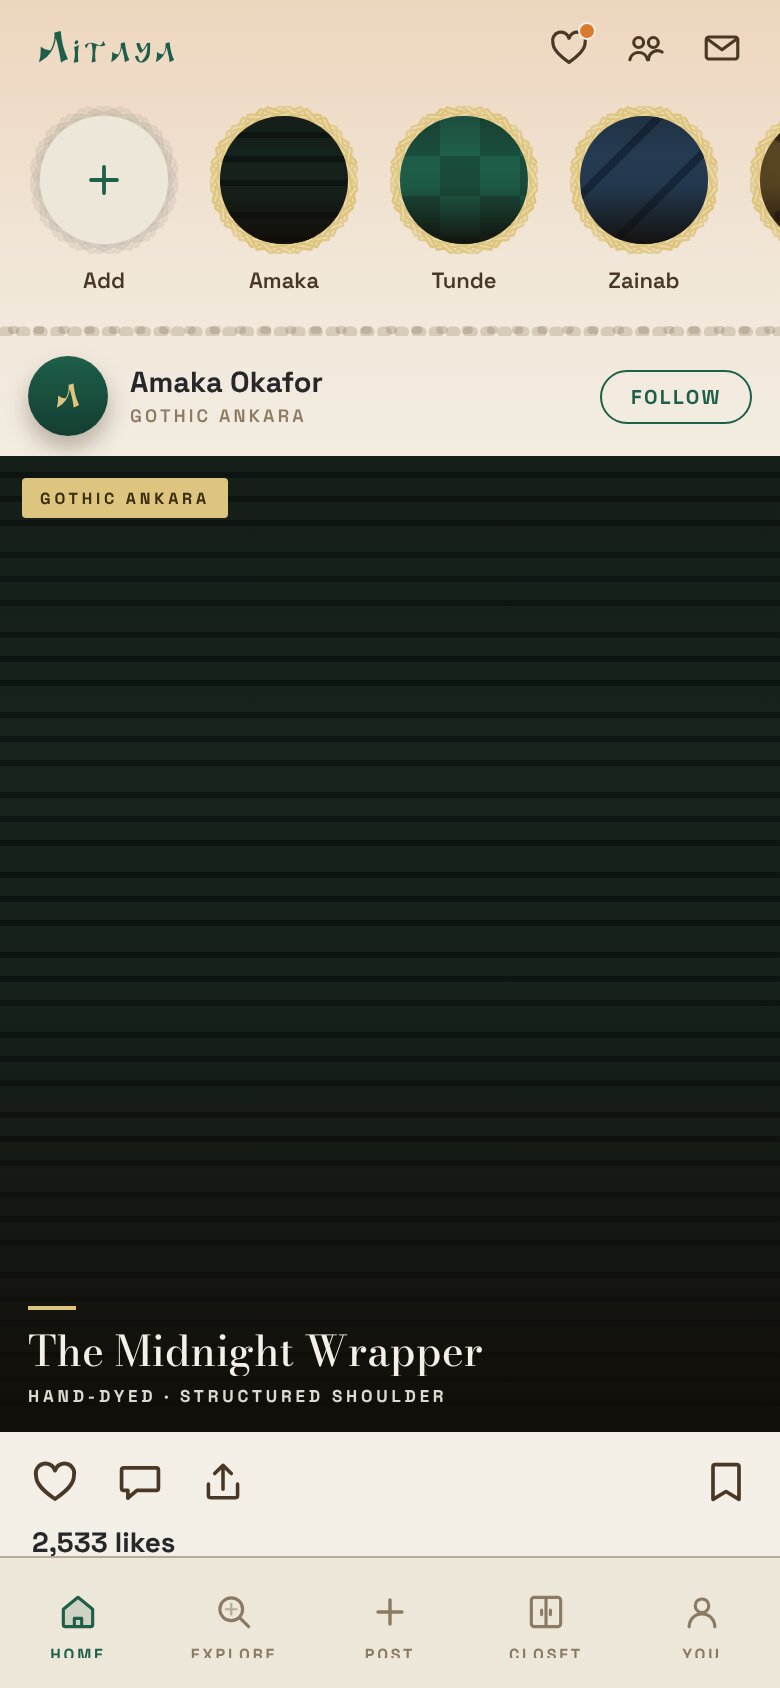 AiTAYA
Add
Amaka
Tunde
Zainab
Amaka Okafor
GOTHIC ANKARA
FOLLOW
GOTHIC ANKARA
The Midnight Wrapper
HAND-DYED · STRUCTURED SHOULDER
2,533 likes
HOME
EXPLORE
POST
CLOSET
YOU